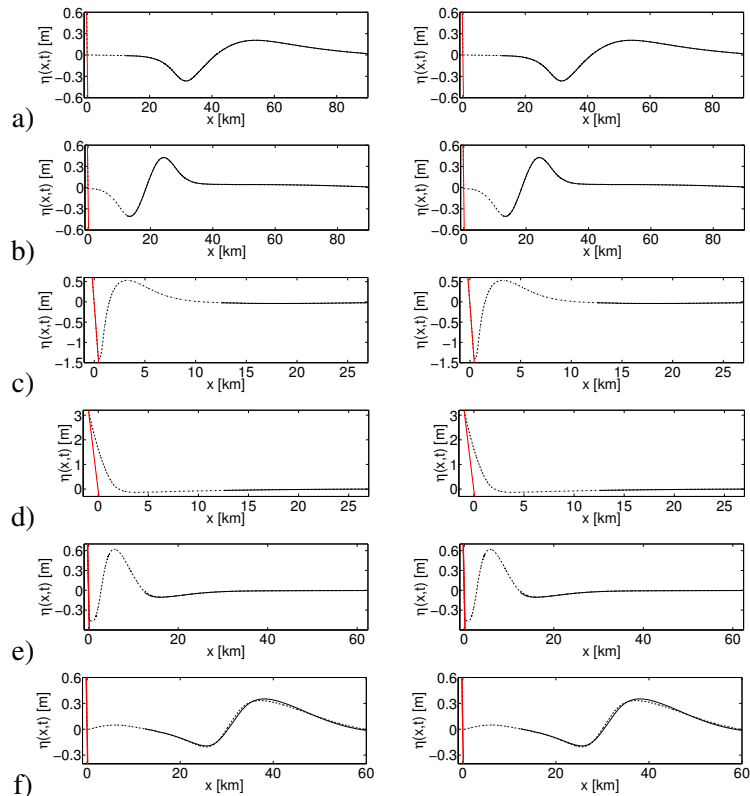 0.6
0.3
0
−0.3
−0.6
η(x,t) [m]
0 20 40 60 80
x [km]
0.6
0.3
0
−0.3
−0.6
η(x,t) [m]
0 20 40 60 80
x [km]
a)
0.6
0.3
0
−0.3
−0.6
η(x,t) [m]
0 20 40 60 80
x [km]
0.6
0.3
0
−0.3
−0.6
η(x,t) [m]
0 20 40 60 80
x [km]
b)
0.5
0
−0.5
−1
−1.5
η(x,t) [m]
0 5 10 15 20 25
x [km]
0.5
0
−0.5
−1
−1.5
η(x,t) [m]
0 5 10 15 20 25
x [km]
c)
3
2
1
0
η(x,t) [m]
0 5 10 15 20 25
x [km]
3
2
1
0
η(x,t) [m]
0 5 10 15 20 25
x [km]
d)
0.6
0.3
0
−0.3
η(x,t) [m]
0 20 40 60
x [km]
0.6
0.3
0
−0.3
η(x,t) [m]
0 20 40 60
x [km]
e)
0.6
0.3
0
−0.3
η(x,t) [m]
0 20 40 60
x [km]
0.6
0.3
0
−0.3
η(x,t) [m]
0 20 40 60
x [km]
f)